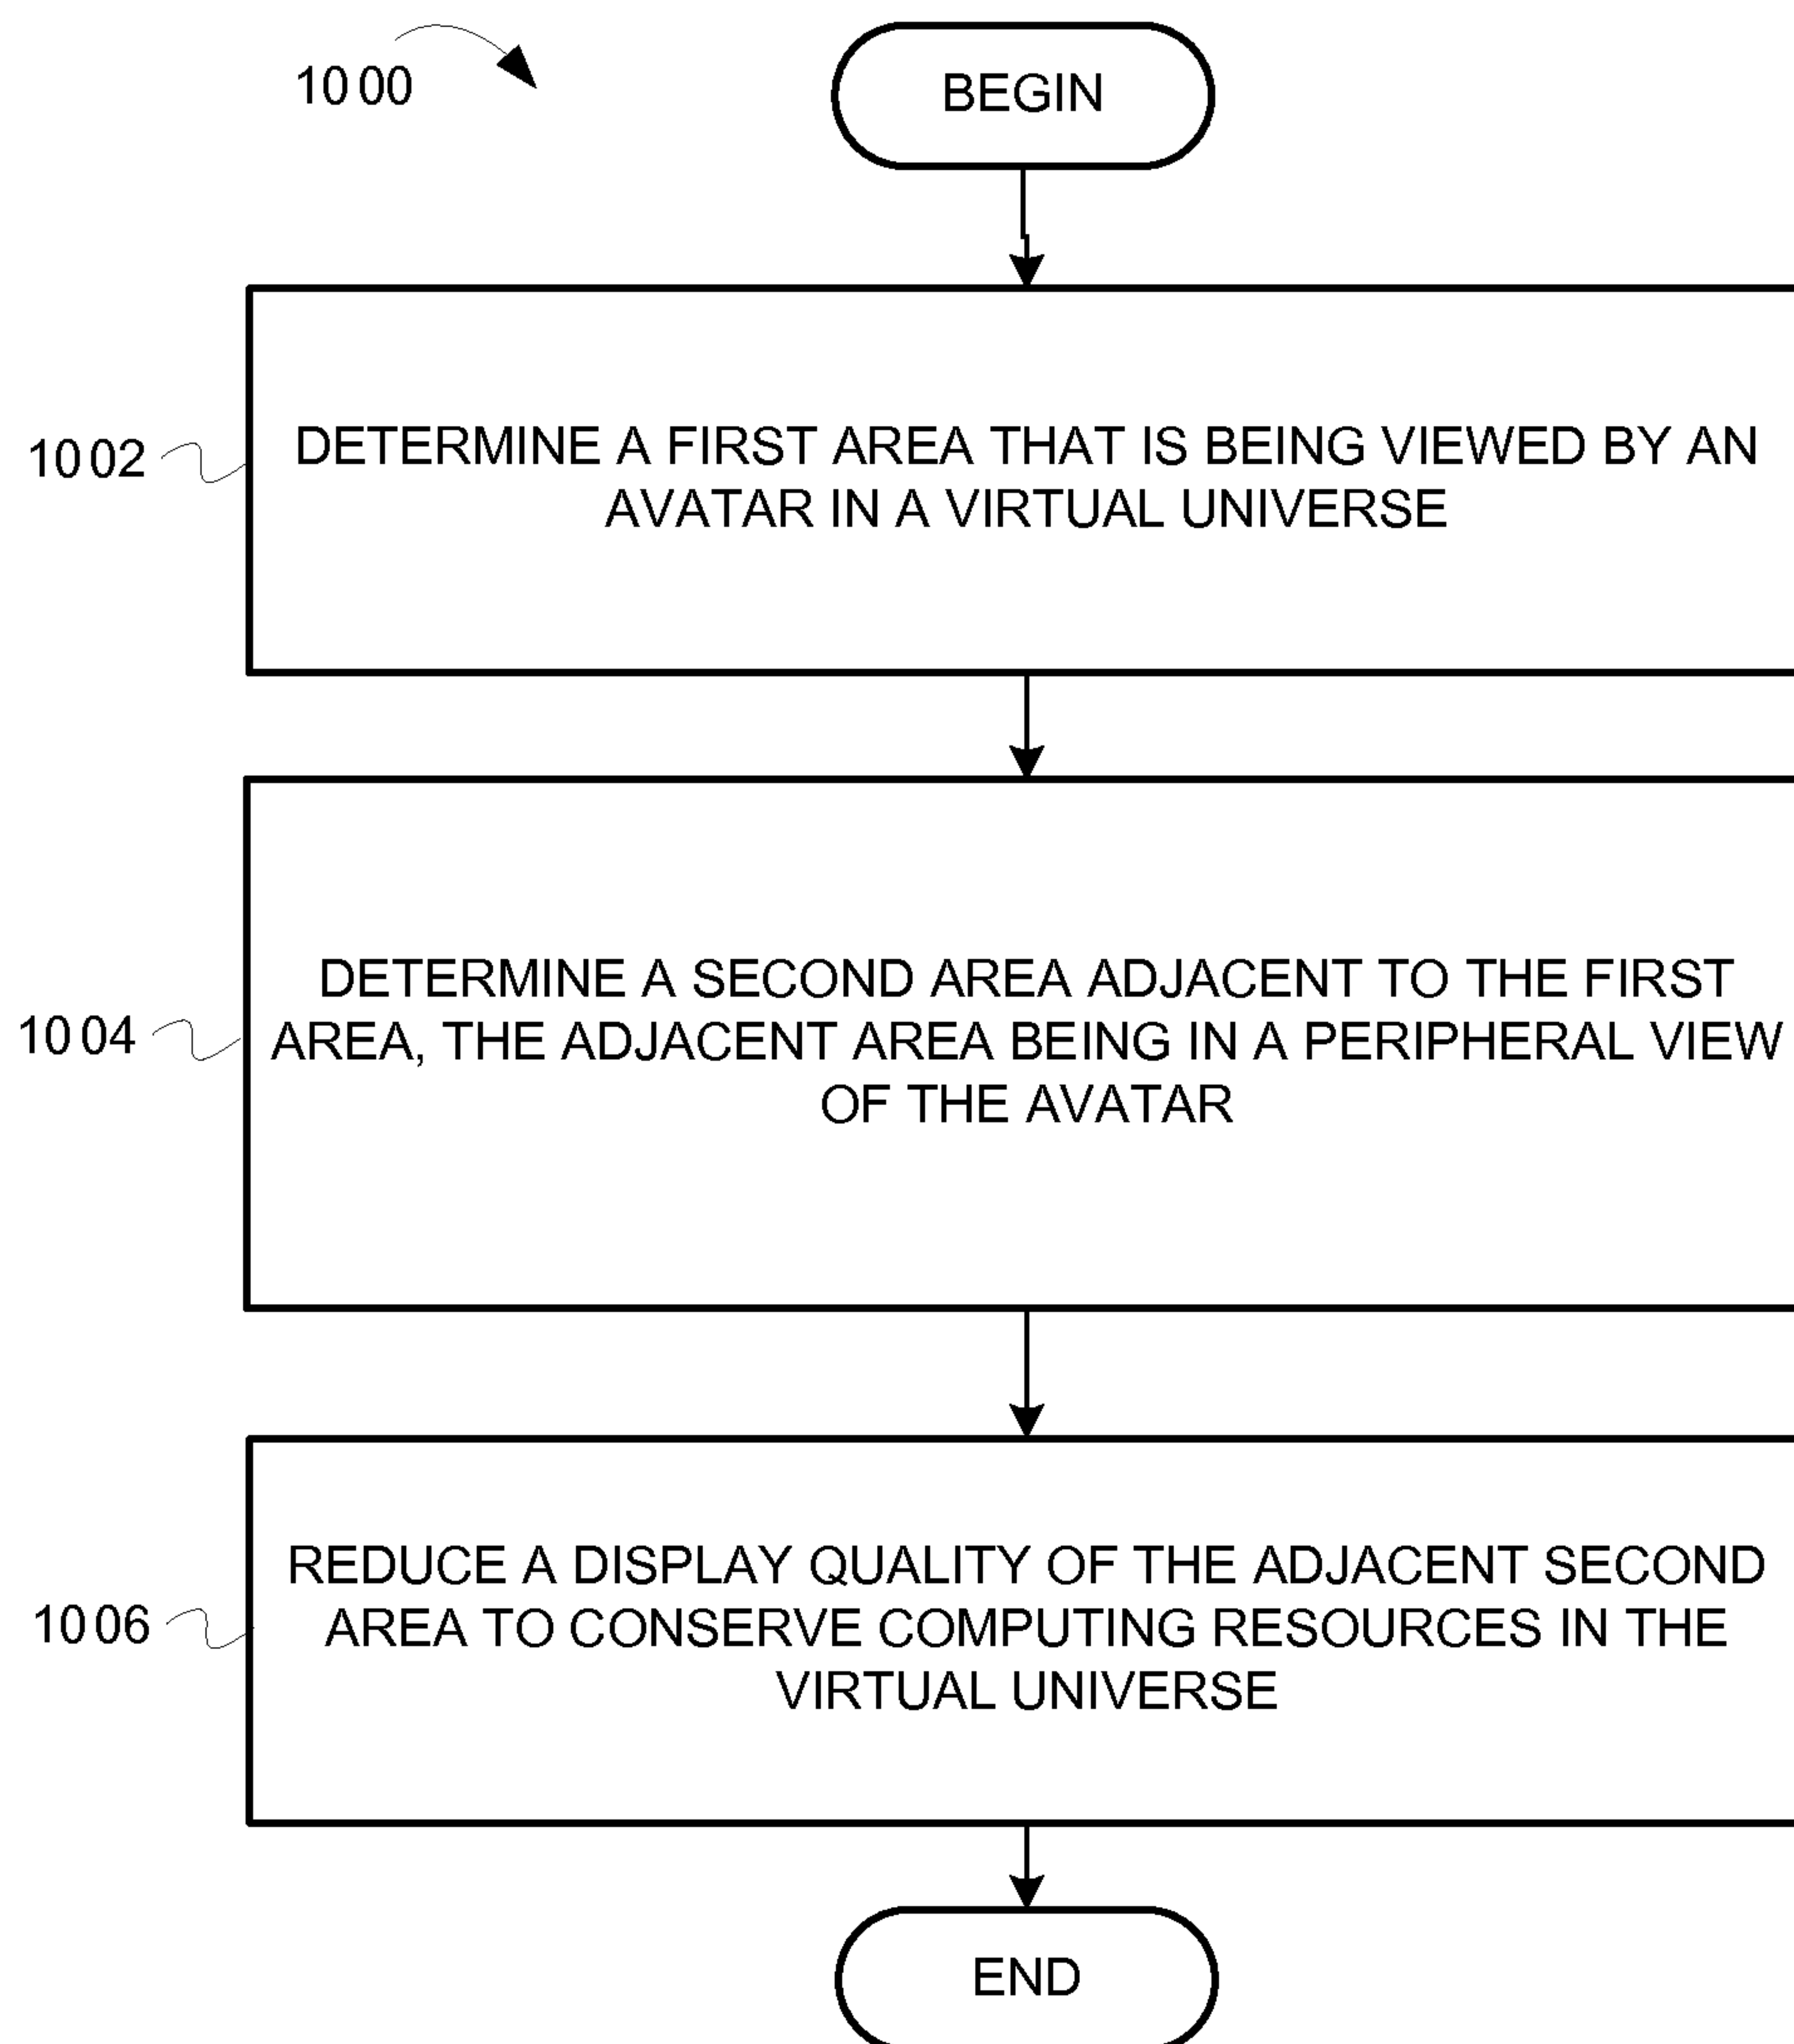 1000
BEGIN
1002
DETERMINE A FIRST AREA THAT IS BEING VIEWED BY AN
AVATAR IN A VIRTUAL UNIVERSE
1004
DETERMINE A SECOND AREA ADJACENT TO THE FIRST
AREA, THE ADJACENT AREA BEING IN A PERIPHERAL VIEW
OF THE AVATAR
1006
REDUCE A DISPLAY QUALITY OF THE ADJACENT SECOND
AREA TO CONSERVE COMPUTING RESOURCES IN THE
VIRTUAL UNIVERSE
END